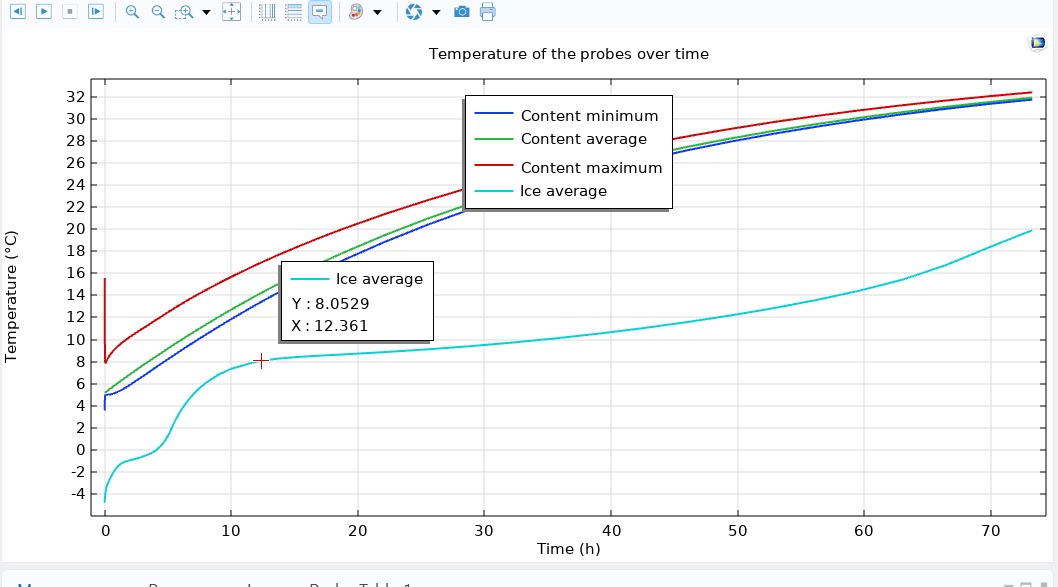 Temperature of the probes over time
Temperature (°C)
32
30
28
26
24
22
20
18
16
14
12
10
8
6
4
2
0
-2
-4
Content minimum
Content average
Content maximum
Ice average
Ice average
Y : 8.0529
X : 12.361
0 10 20 30 40 50 60 70
Time (h)